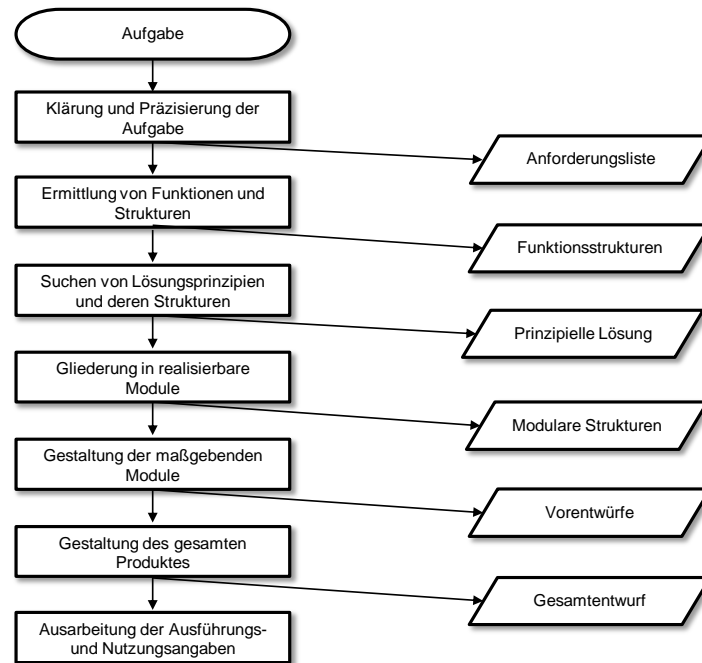 Aufgabe
Klärung und Präzisierung der
Aufgabe
Anforderungsliste
Ermittlung von Funktionen und
Strukturen
Funktionsstrukturen
Suchen von Lösungsprinzipien
und deren Strukturen
Prinzipielle Lösung
Gliederung in realisierbare
Module
Modulare Strukturen
Gestaltung der maßgebenden
Module
Vorentwürfe
Gestaltung des gesamten
Produktes
Gesamtentwurf
Ausarbeitung der Ausführungs-
und Nutzungsangaben